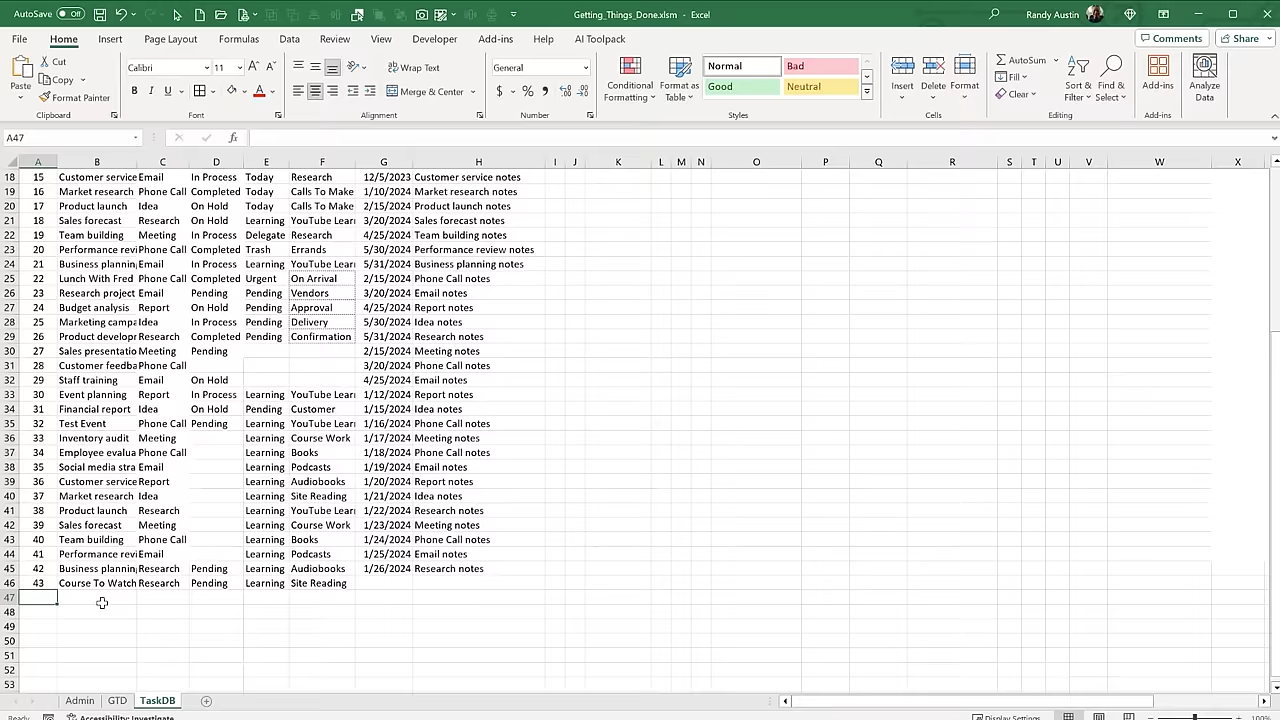 AutoSave Off Getting_Things_Done.xlsm - Excel Randy Austin
File Home Insert Page Layout Formulas Data Review View Developer Add-ins Help AI Toolpack Comments Share
Paste Cut Copy Format Painter Clipboard
Calibri 11 A A B I U A Font
Wrap Text Merge & Center Alignment
General $ % Number
Conditional Formatting Format as Table Normal Bad Good Neutral Styles
Insert Delete Format Cells
AutoSum Fill Clear Sort & Filter Find & Select Editing
Add-ins Add-ins
Analyze Data
A47 fx
A B C D E F G H I J K L M N O P Q R S T U V W X
18 15 Customer service Email In Process Today Research 12/5/2023 Customer service notes
19 16 Market research Phone Call Completed Today Calls To Make 1/10/2024 Market research notes
20 17 Product launch Idea On Hold Today Calls To Make 2/15/2024 Product launch notes
21 18 Sales forecast Research On Hold Learning YouTube Lear 3/20/2024 Sales forecast notes
22 19 Team building Meeting In Process Delegate Research 4/25/2024 Team building notes
23 20 Performance revi Phone Call Completed Trash Errands 5/30/2024 Performance review notes
24 21 Business plannin Email In Process Learning YouTube Lear 5/31/2024 Business planning notes
25 22 Lunch With Fred Phone Call Completed Urgent On Arrival 2/15/2024 Phone Call notes
26 23 Research project Email Pending Pending Vendors 3/20/2024 Email notes
27 24 Budget analysis Report On Hold Pending Approval 4/25/2024 Report notes
28 25 Marketing campa Idea In Process Pending Delivery 5/30/2024 Idea notes
29 26 Product develop Research Completed Pending Confirmation 5/31/2024 Research notes
30 27 Sales presentatio Meeting Pending 2/15/2024 Meeting notes
31 28 Customer feedba Phone Call 3/20/2024 Phone Call notes
32 29 Staff training Email On Hold 4/25/2024 Email notes
33 30 Event planning Report In Process Learning YouTube Lear 1/12/2024 Report notes
34 31 Financial report Idea On Hold Pending Customer 1/15/2024 Idea notes
35 32 Test Event Phone Call Pending Learning YouTube Lear 1/16/2024 Phone Call notes
36 33 Inventory audit Meeting Learning Course Work 1/17/2024 Meeting notes
37 34 Employee evalua Phone Call Learning Books 1/18/2024 Phone Call notes
38 35 Social media stra Email Learning Podcasts 1/19/2024 Email notes
39 36 Customer service Report Learning Audiobooks 1/20/2024 Report notes
40 37 Market research Idea Learning Site Reading 1/21/2024 Idea notes
41 38 Product launch Research Learning YouTube Lear 1/22/2024 Research notes
42 39 Sales forecast Meeting Learning Course Work 1/23/2024 Meeting notes
43 40 Team building Phone Call Learning Books 1/24/2024 Phone Call notes
44 41 Performance revi Email Learning Podcasts 1/25/2024 Email notes
45 42 Business plannin Research Pending Learning Audiobooks 1/26/2024 Research notes
46 43 Course To Watch Research Pending Learning Site Reading
47
48
49
50
51
52
53
Admin GTD TaskDB
Ready Accessibility: Investigate Display Settings 100%